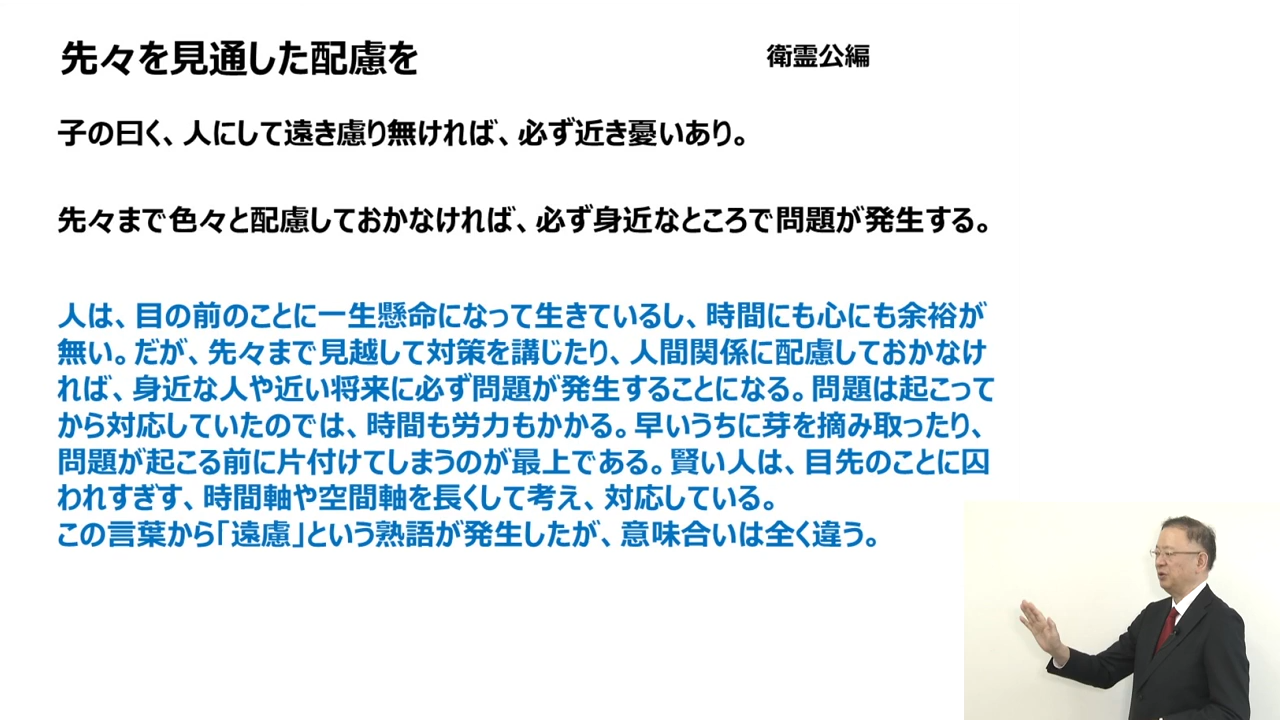 先々を見通した配慮を
衛霊公編
子の曰く、人にして遠き慮り無ければ、必ず近き憂いあり。
先々まで色々と配慮しておかなければ、必ず身近なところで問題が発生する。
人は、目の前のことに一生懸命になって生きているし、時間にも心にも余裕が
無い。だが、先々まで見越して対策を講じたり、人間関係に配慮しておかなけ
れば、身近な人や近い将来に必ず問題が発生することになる。問題は起こって
から対応していたのでは、時間も労力もかかる。早いうちに芽を摘み取ったり、
問題が起こる前に片付けてしまうのが最上である。賢い人は、目先のことに囚
われすぎす、時間軸や空間軸を長くして考え、対応している。
この言葉から「遠慮」という熟語が発生したが、意味合いは全く違う。